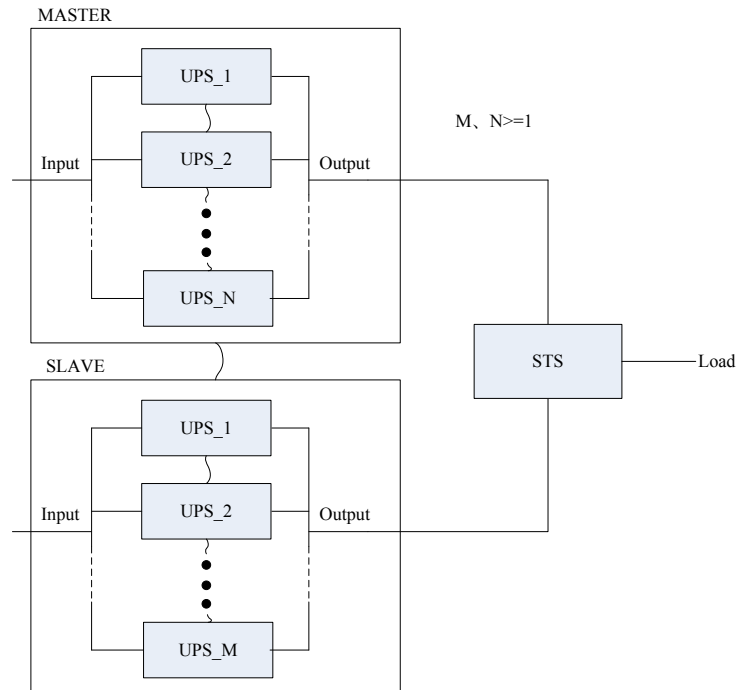 MASTER
UPS_1
M、N>=1
UPS_2
Input
Output
UPS_N
SLAVE
STS
Load
UPS_1
UPS_2
Input
Output
UPS_M